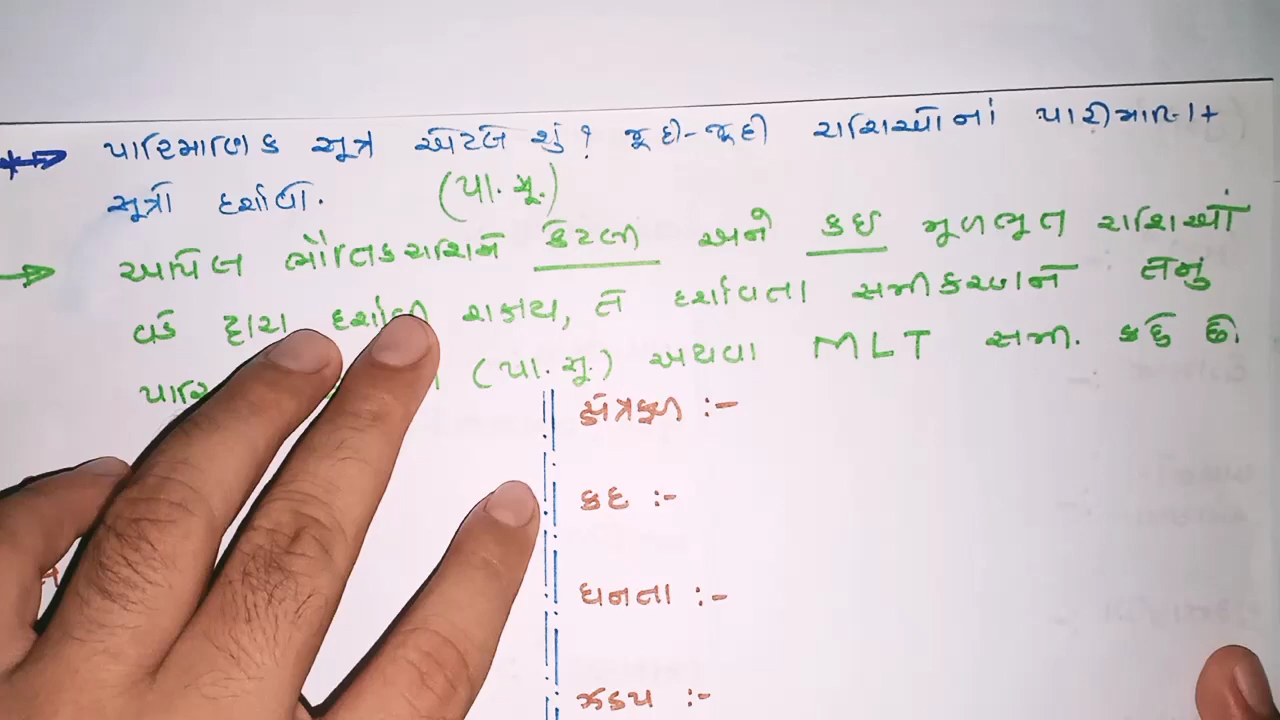 પારિમાણિક સૂત્ર એટલે શું? જૂદી-જૂદી રાશિઓનાં પારીમાણિક
સૂત્રો દર્શાવો. (પા. સૂ.)
આપેલ ભૌતિકરાશિને કેટલી અને કઇ મૂળભૂત રાશિઓ
વડે દ્વારા દર્શાવી શકાય, તે દર્શાવતા સમીકરણને તેનું
(પા. સૂ.) અથવા MLT સમી. કહે છે.
ક્ષેત્રફળ :-
કદ :-
ઘનતા :-
ઝડપ :-